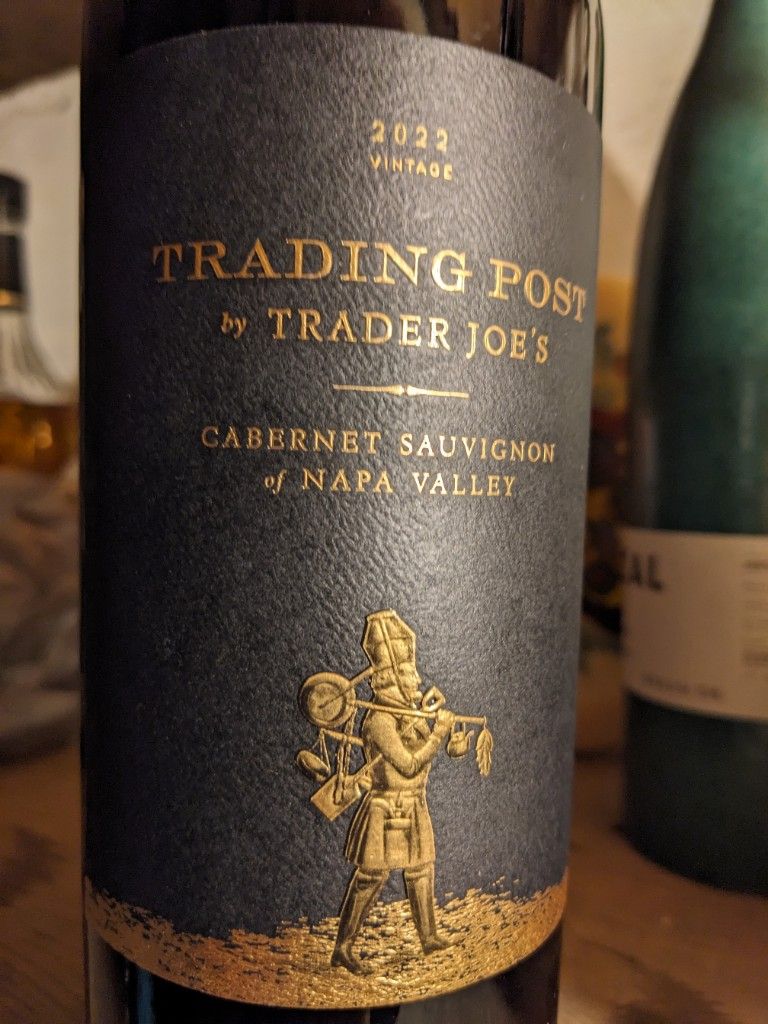 2022
VINTAGE
TRADING POST
by TRADER JOE'S
CABERNET SAUVIGNON
of NAPA VALLEY